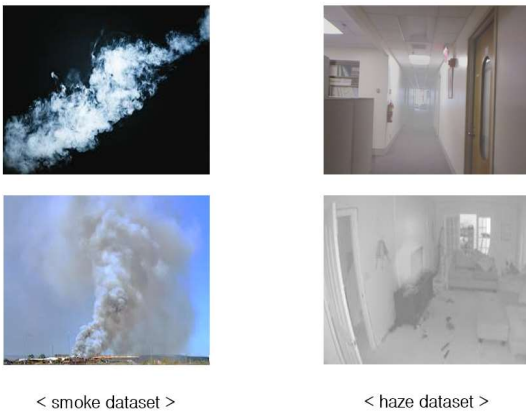 < smoke dataset >
< haze dataset >